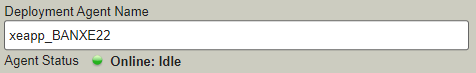 Deployment Agent Name
xeapp_BANXE22
Agent Status Online: Idle